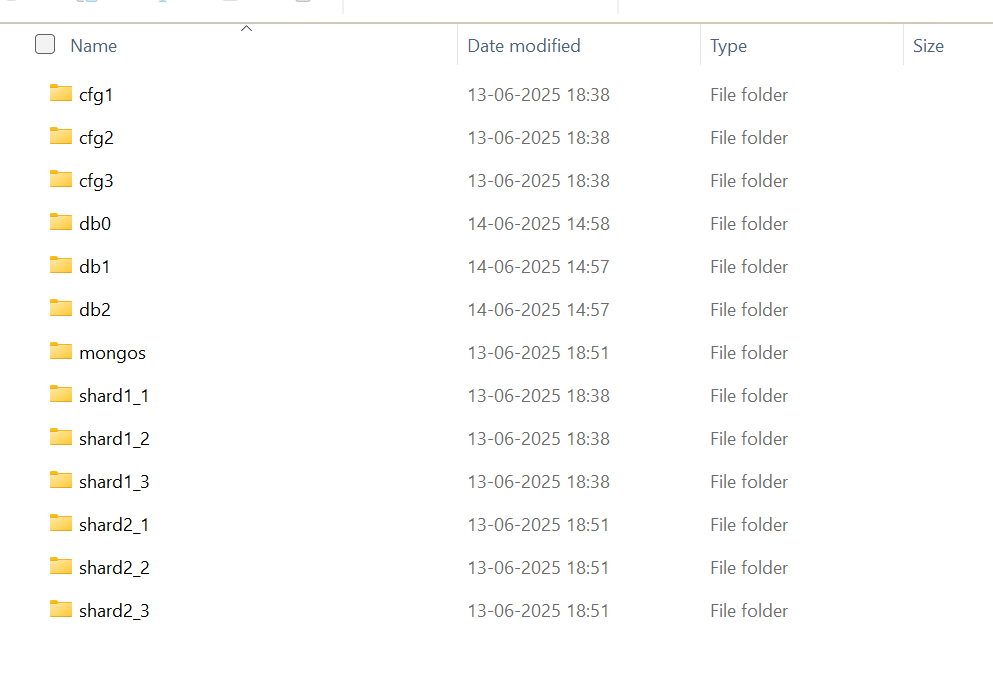 Name Date modified Type Size
cfg1 13-06-2025 18:38 File folder
cfg2 13-06-2025 18:38 File folder
cfg3 13-06-2025 18:38 File folder
db0 14-06-2025 14:58 File folder
db1 14-06-2025 14:57 File folder
db2 14-06-2025 14:57 File folder
mongos 13-06-2025 18:51 File folder
shard1_1 13-06-2025 18:38 File folder
shard1_2 13-06-2025 18:38 File folder
shard1_3 13-06-2025 18:38 File folder
shard2_1 13-06-2025 18:51 File folder
shard2_2 13-06-2025 18:51 File folder
shard2_3 13-06-2025 18:51 File folder